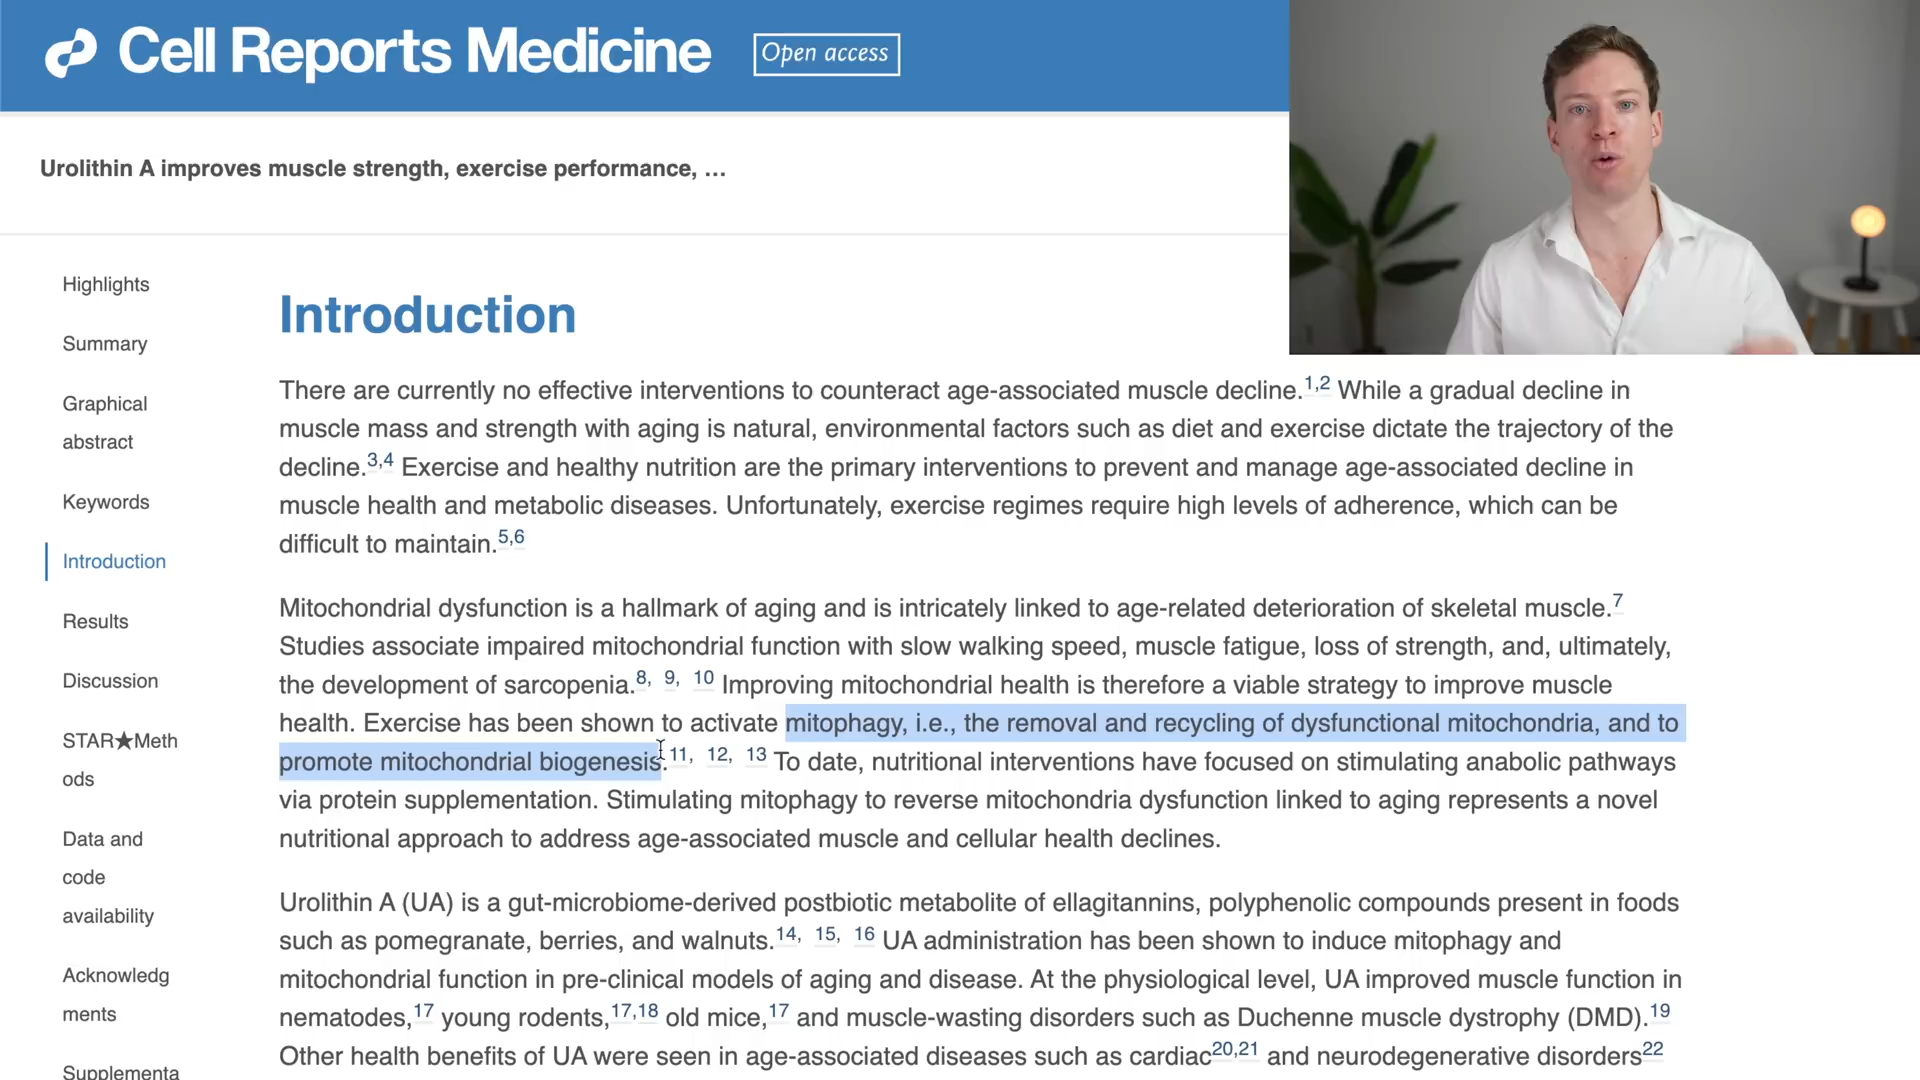 Cell Reports Medicine
Open access
Urolithin A improves muscle strength, exercise performance, ...
Highlights
Summary
Graphical
abstract
Keywords
Introduction
Results
Discussion
STAR★Meth
ods
Data and
code
availability
Acknowledg
ments
Supplementa
Introduction
There are currently no effective interventions to counteract age-associated muscle decline.1,2 While a gradual decline in
muscle mass and strength with aging is natural, environmental factors such as diet and exercise dictate the trajectory of the
decline.3,4 Exercise and healthy nutrition are the primary interventions to prevent and manage age-associated decline in
muscle health and metabolic diseases. Unfortunately, exercise regimes require high levels of adherence, which can be
difficult to maintain.5,6
Mitochondrial dysfunction is a hallmark of aging and is intricately linked to age-related deterioration of skeletal muscle.7
Studies associate impaired mitochondrial function with slow walking speed, muscle fatigue, loss of strength, and, ultimately,
the development of sarcopenia.8, 9, 10 Improving mitochondrial health is therefore a viable strategy to improve muscle
health. Exercise has been shown to activate mitophagy, i.e., the removal and recycling of dysfunctional mitochondria, and to
promote mitochondrial biogenesis.11, 12, 13 To date, nutritional interventions have focused on stimulating anabolic pathways
via protein supplementation. Stimulating mitophagy to reverse mitochondria dysfunction linked to aging represents a novel
nutritional approach to address age-associated muscle and cellular health declines.
Urolithin A (UA) is a gut-microbiome-derived postbiotic metabolite of ellagitannins, polyphenolic compounds present in foods
such as pomegranate, berries, and walnuts.14, 15, 16 UA administration has been shown to induce mitophagy and
mitochondrial function in pre-clinical models of aging and disease. At the physiological level, UA improved muscle function in
nematodes,17 young rodents,17,18 old mice,17 and muscle-wasting disorders such as Duchenne muscle dystrophy (DMD).19
Other health benefits of UA were seen in age-associated diseases such as cardiac20,21 and neurodegenerative disorders22